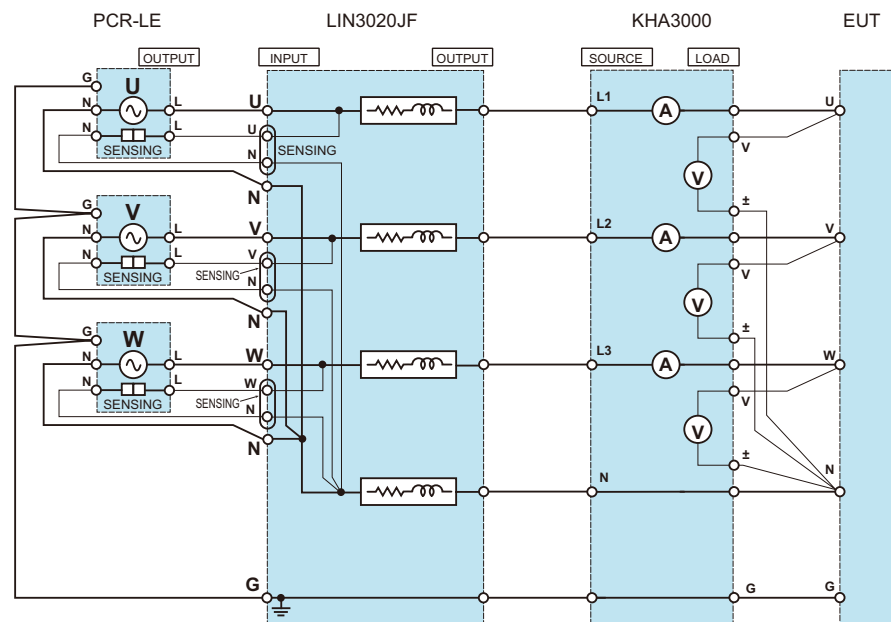 PCR-LE LIN3020JF KHA3000 EUT
OUTPUT INPUT OUTPUT SOURCE LOAD
G U
N L U L1 A U
N L U V
SENSING N SENSING V
N ±
G V
N L V L2 A V
N L V V
SENSING SENSING N V
N ±
G W
N L W L3 A W
N L W V
SENSING SENSING N V
N ±
N N
G G G